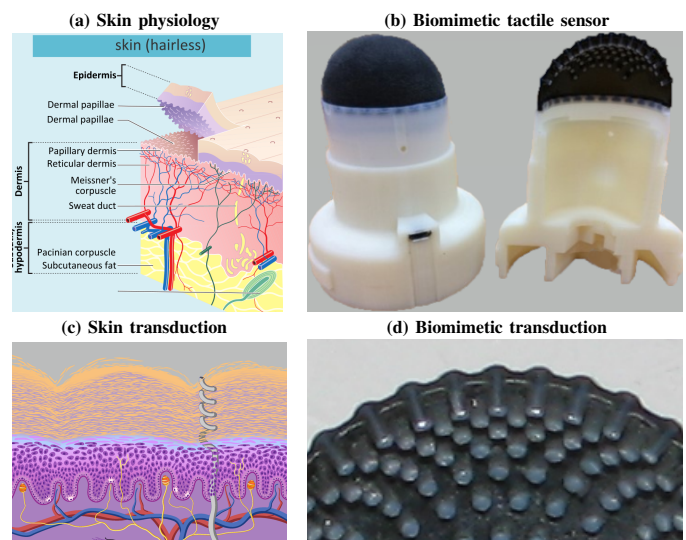 (a) Skin physiology
(b) Biomimetic tactile sensor
skin (hairless)
Epidermis
Dermal papillae
Dermal papillae
Papillary dermis
Reticular dermis
Meissner's
corpuscle
Sweat duct
Dermis
hypodermis
Pacinian corpuscle
Subcutaneous fat
(c) Skin transduction
(d) Biomimetic transduction